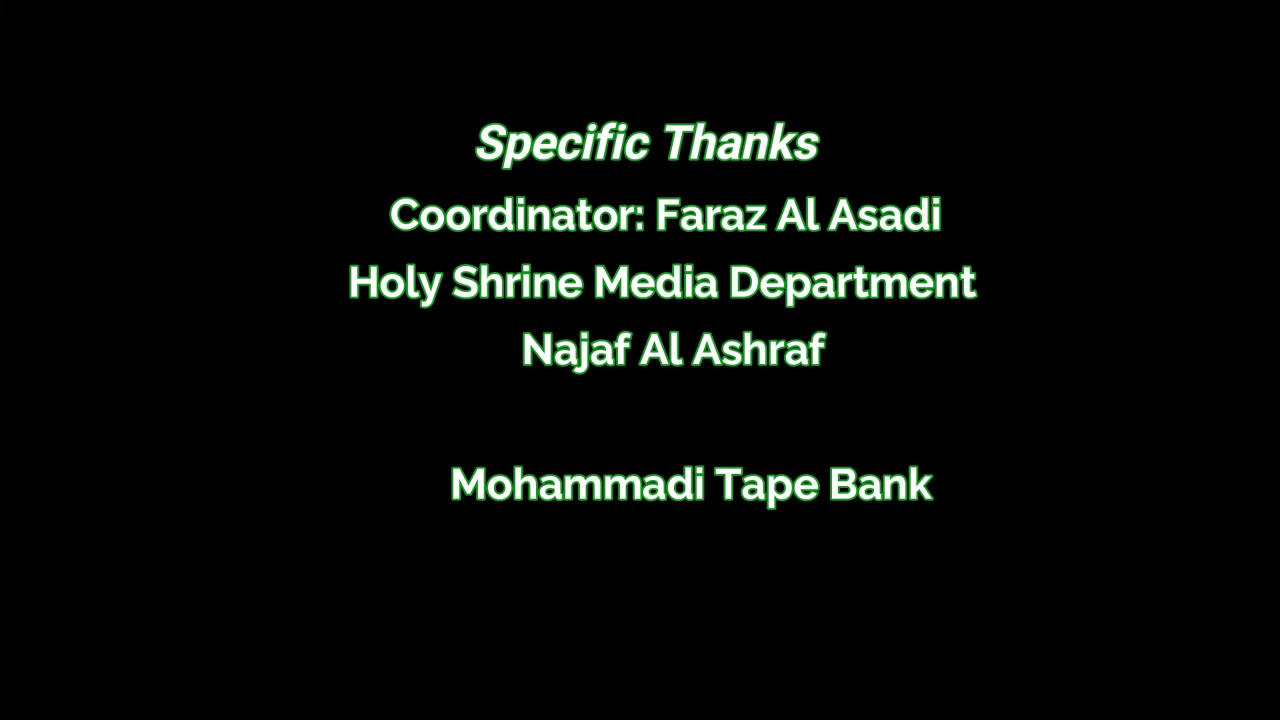 Specific Thanks
Coordinator: Faraz Al Asadi
Holy Shrine Media Department
Najaf Al Ashraf
Mohammadi Tape Bank